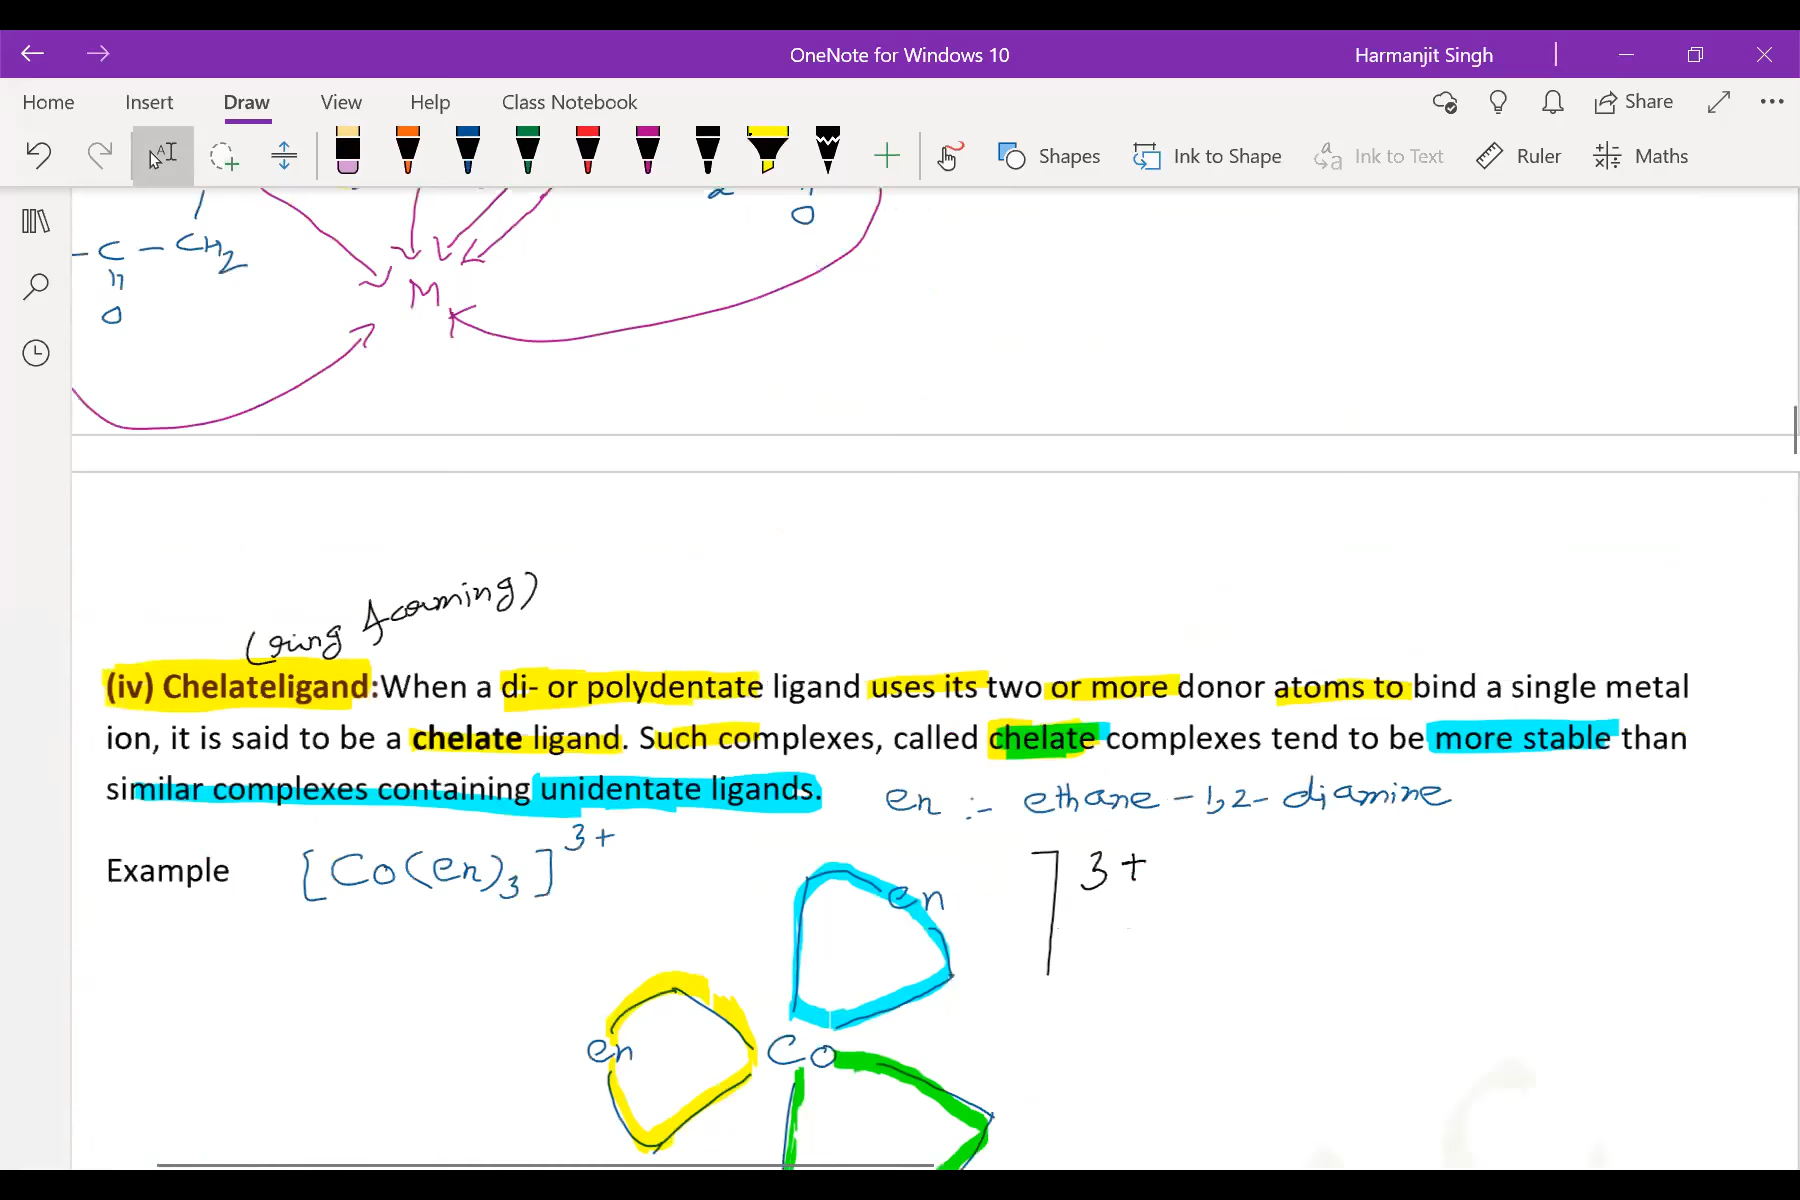 OneNote for Windows 10
Harmanjit Singh
Home Insert Draw View Help Class Notebook
Share
Shapes Ink to Shape Ink to Text Ruler Maths
O
- C - CH2
O
M
(ring forming)
(iv) Chelateligand:When a di- or polydentate ligand uses its two or more donor atoms to bind a single metal
ion, it is said to be a chelate ligand. Such complexes, called chelate complexes tend to be more stable than
similar complexes containing unidentate ligands.
en :- ethane-1,2-diamine
Example [Co(en)3]3+
]3+
en
en
Co